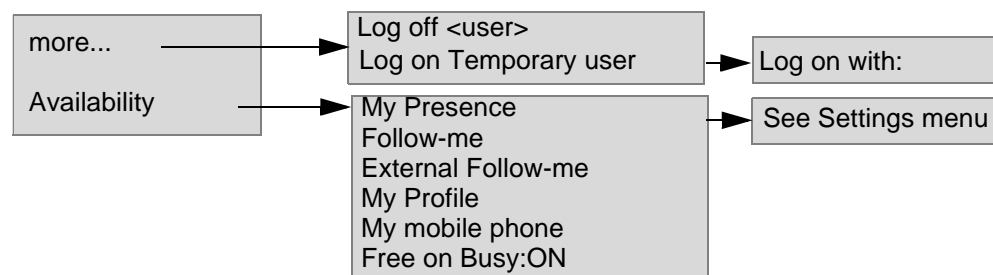 more...
Availability
Log off <user>
Log on Temporary user
Log on with:
My Presence
Follow-me
External Follow-me
My Profile
My mobile phone
Free on Busy:ON
See Settings menu